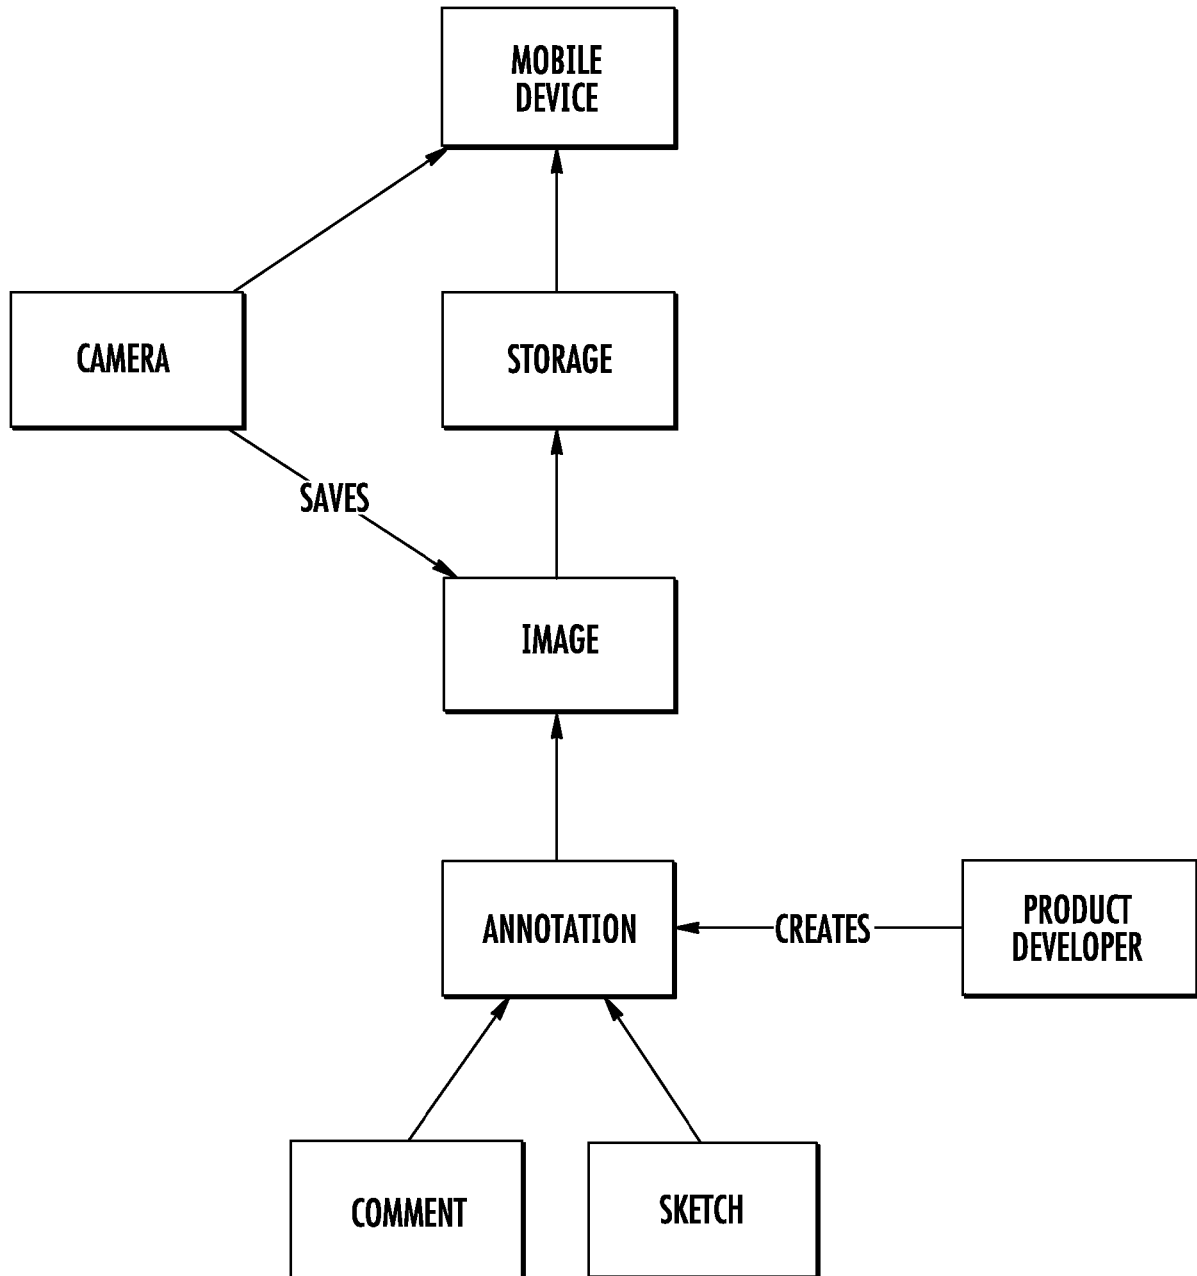 MOBILE
DEVICE
CAMERA
STORAGE
SAVES
IMAGE
ANNOTATION
CREATES
PRODUCT
DEVELOPER
COMMENT
SKETCH